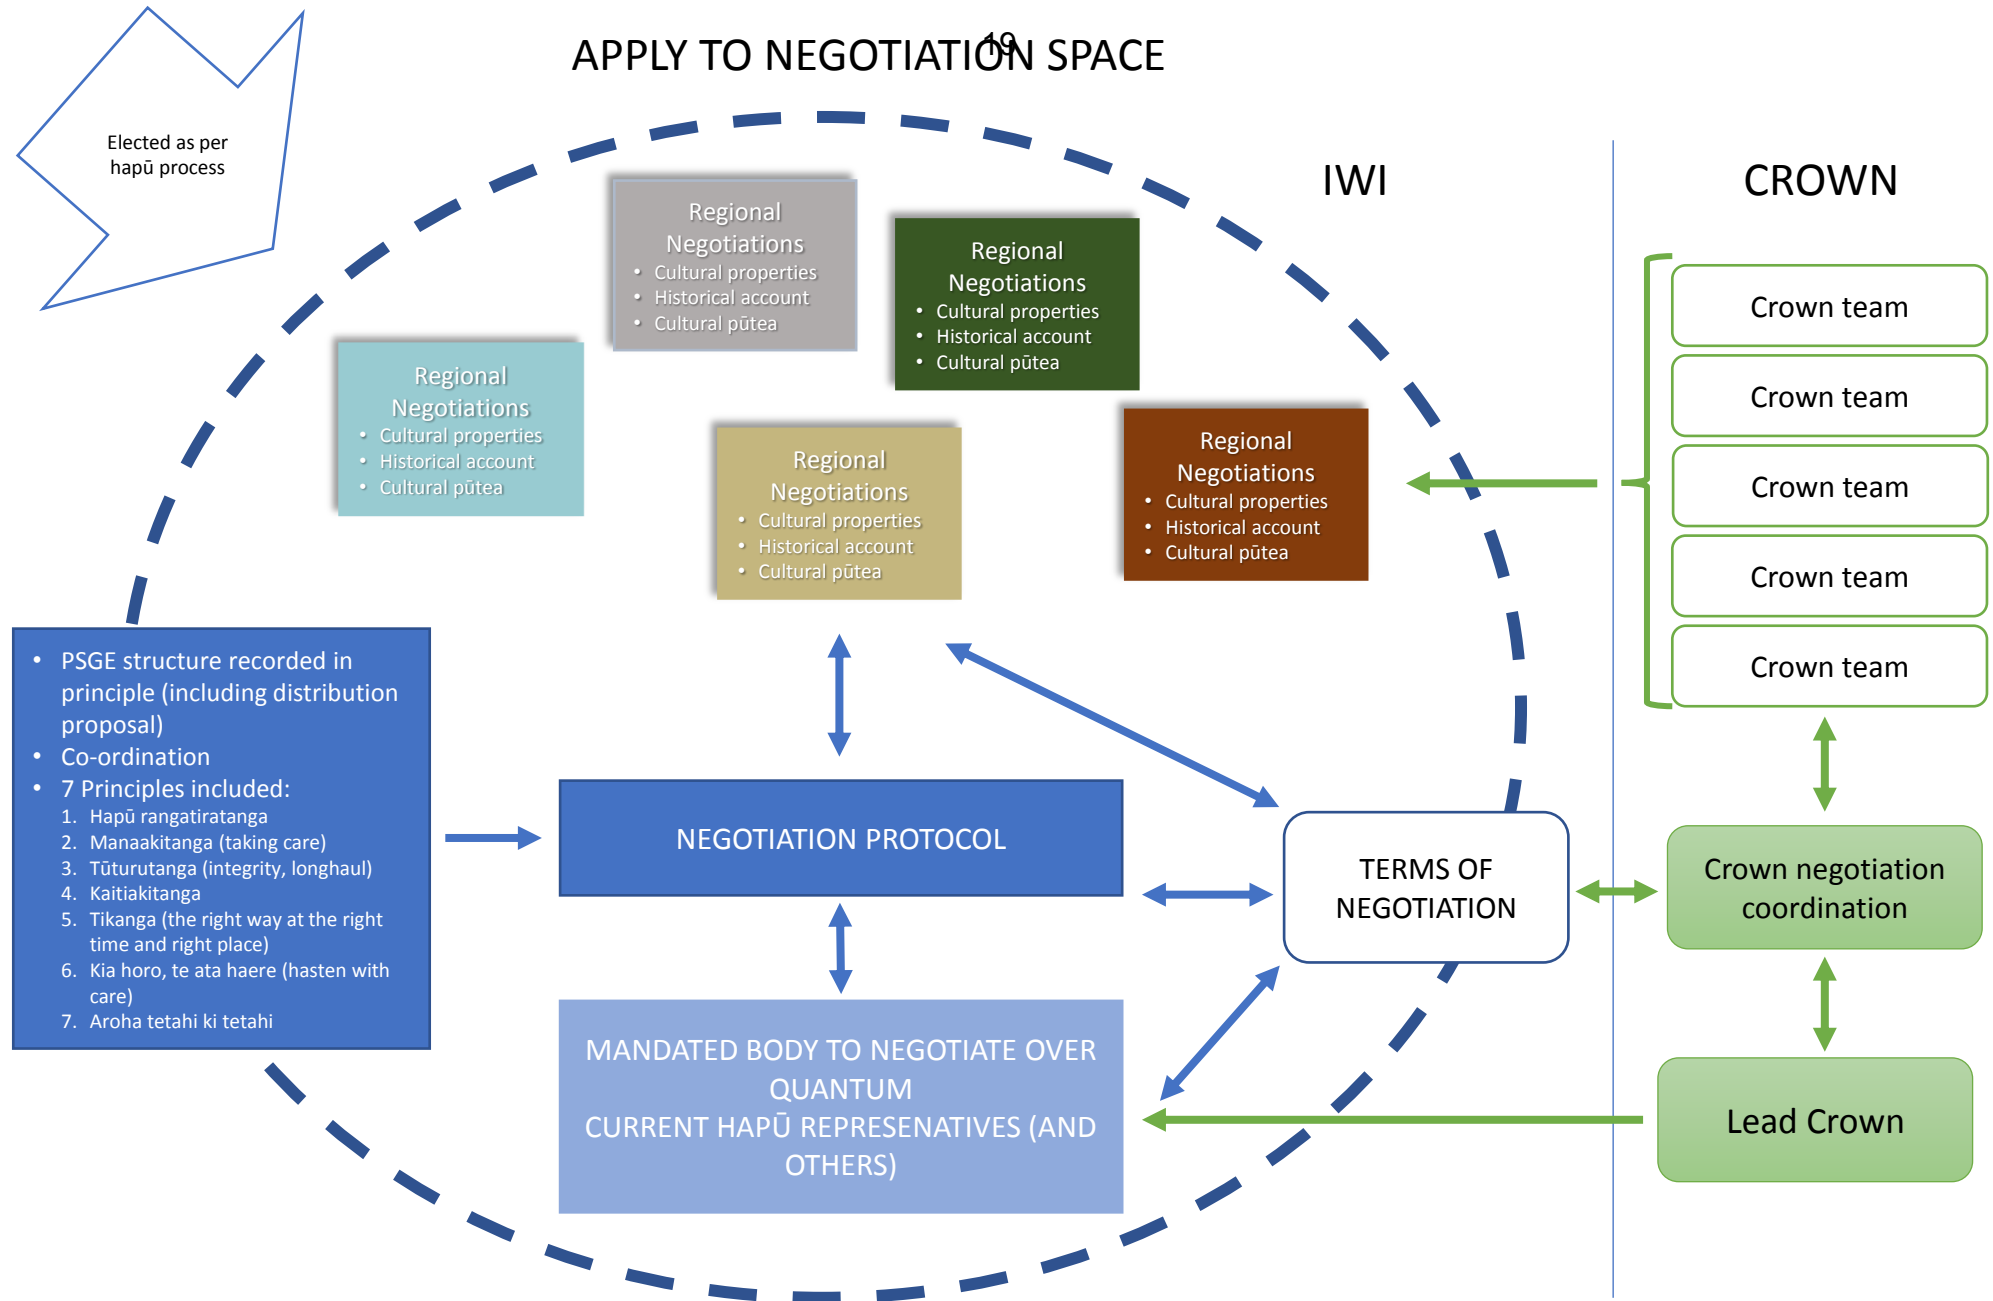 19
APPLY TO NEGOTIATION SPACE
Elected as per
hapū process
IWI
CROWN
Regional
Negotiations
• Cultural properties
• Historical account
• Cultural pūtea
Regional
Negotiations
• Cultural properties
• Historical account
• Cultural pūtea
Regional
Negotiations
• Cultural properties
• Historical account
• Cultural pūtea
Regional
Negotiations
• Cultural properties
• Historical account
• Cultural pūtea
Regional
Negotiations
• Cultural properties
• Historical account
• Cultural pūtea
Crown team
Crown team
Crown team
Crown team
Crown team
• PSGE structure recorded in
principle (including distribution
proposal)
• Co-ordination
• 7 Principles included:
1. Hapū rangatiratanga
2. Manaakitanga (taking care)
3. Tūturutanga (integrity, longhaul)
4. Kaitiakitanga
5. Tikanga (the right way at the right
time and right place)
6. Kia horo, te ata haere (hasten with
care)
7. Aroha tetahi ki tetahi
NEGOTIATION PROTOCOL
TERMS OF
NEGOTIATION
Crown negotiation
coordination
MANDATED BODY TO NEGOTIATE OVER
QUANTUM
CURRENT HAPŪ REPRESENATIVES (AND
OTHERS)
Lead Crown